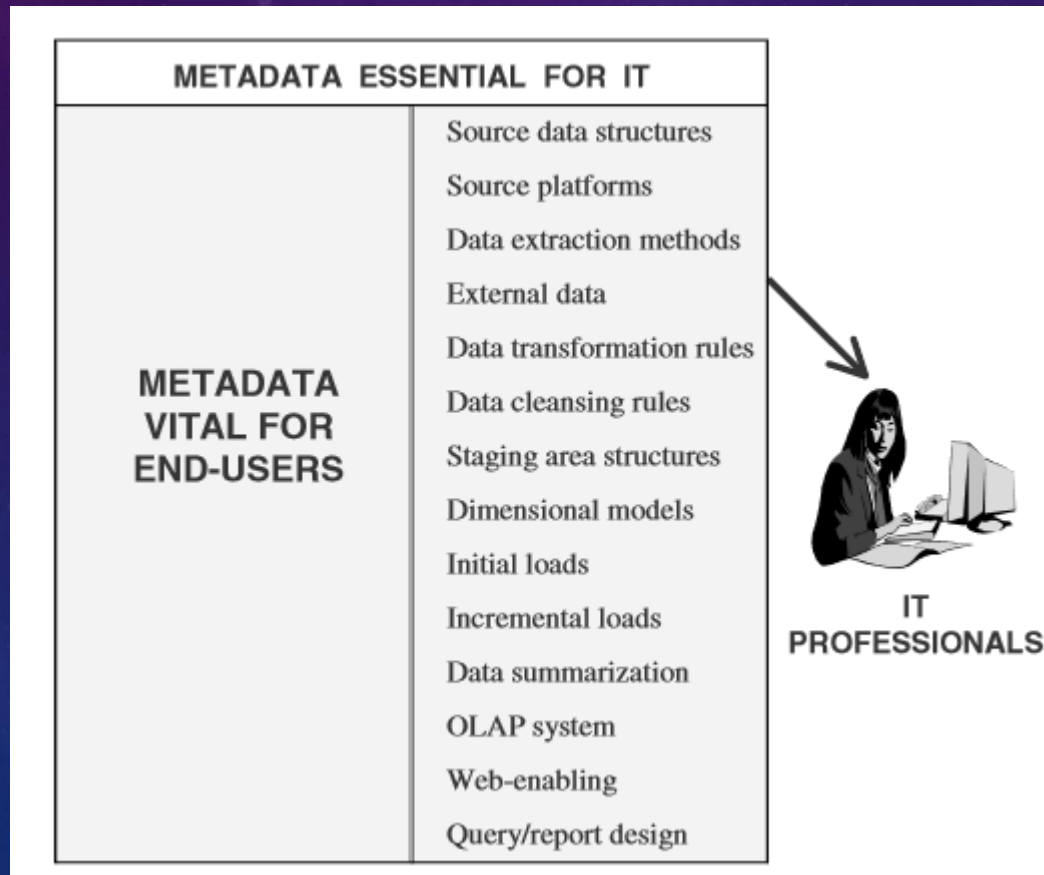 METADATA ESSENTIAL FOR IT
METADATA
VITAL FOR
END-USERS
Source data structures
Source platforms
Data extraction methods
External data
Data transformation rules
Data cleansing rules
Staging area structures
Dimensional models
Initial loads
Incremental loads
Data summarization
OLAP system
Web-enabling
Query/report design
IT
PROFESSIONALS